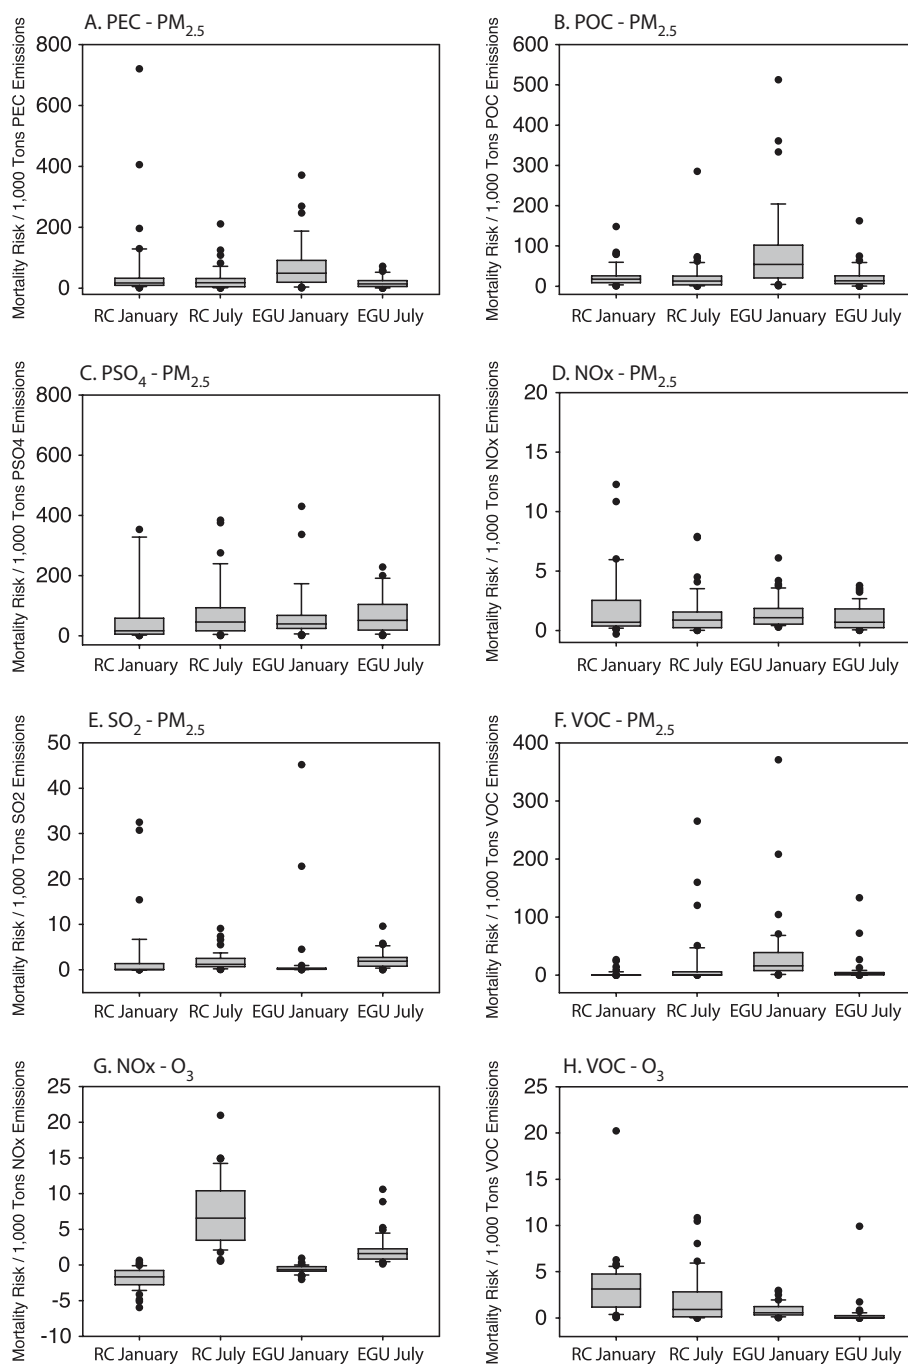 A. PEC - PM2.5
Mortality Risk / 1,000 Tons PEC Emissions
800
600
400
200
0
RC January RC July EGU January EGU July
B. POC - PM2.5
Mortality Risk / 1,000 Tons POC Emissions
600
500
400
300
200
100
0
RC January RC July EGU January EGU July
C. PSO4 - PM2.5
Mortality Risk / 1,000 Tons PSO4 Emissions
800
600
400
200
0
RC January RC July EGU January EGU July
D. NOx - PM2.5
Mortality Risk / 1,000 Tons NOx Emissions
20
15
10
5
0
RC January RC July EGU January EGU July
E. SO2 - PM2.5
Mortality Risk / 1,000 Tons SO2 Emissions
50
40
30
20
10
0
RC January RC July EGU January EGU July
F. VOC - PM2.5
Mortality Risk / 1,000 Tons VOC Emissions
400
300
200
100
0
RC January RC July EGU January EGU July
G. NOx - O3
Mortality Risk / 1,000 Tons NOx Emissions
25
20
15
10
5
0
-5
-10
RC January RC July EGU January EGU July
H. VOC - O3
Mortality Risk / 1,000 Tons VOC Emissions
25
20
15
10
5
0
RC January RC July EGU January EGU July